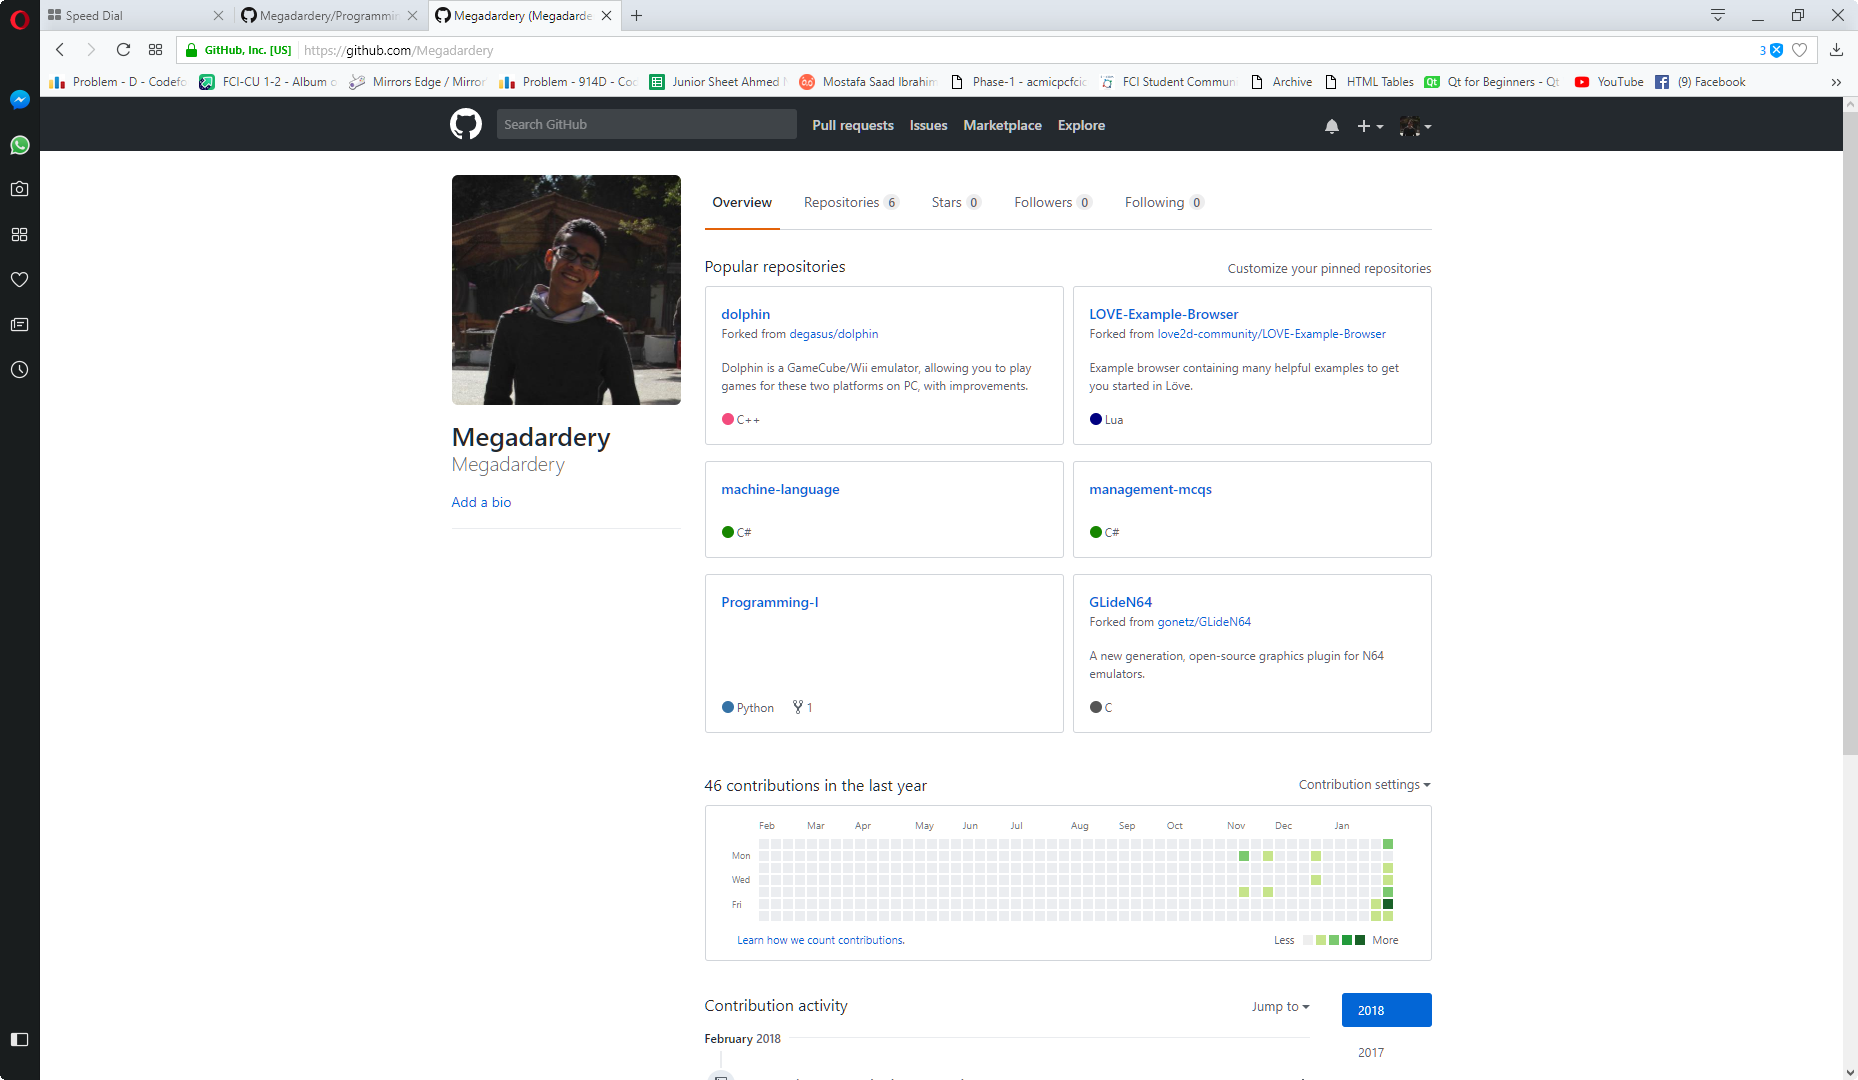 Speed Dial
Megadardery/Programmin
Megadardery (Megadarde
GitHub, Inc. [US]
https://github.com/Megadardery
3
Problem - D - Codefo
FCI-CU 1-2 - Album o
Mirrors Edge / Mirror
Problem - 914D - Coc
Junior Sheet Ahmed
Mostafa Saad Ibrahim
Phase-1 - acmicpcfcic
FCI Student Commun
Archive
HTML Tables
Qt for Beginners - Qt
YouTube
(9) Facebook
Search GitHub
Pull requests
Issues
Marketplace
Explore
Overview
Repositories 6
Stars 0
Followers 0
Following 0
Megadardery
Megadardery
Add a bio
Popular repositories
Customize your pinned repositories
dolphin
Forked from degasus/dolphin
Dolphin is a GameCube/Wii emulator, allowing you to play
games for these two platforms on PC, with improvements.
C++
LOVE-Example-Browser
Forked from love2d-community/LOVE-Example-Browser
Example browser containing many helpful examples to get
you started in Löve.
Lua
machine-language
C#
management-mcqs
C#
Programming-I
Python
1
GLideN64
Forked from gonetz/GLideN64
A new generation, open-source graphics plugin for N64
emulators.
C
46 contributions in the last year
Contribution settings
Feb Mar Apr May Jun Jul Aug Sep Oct Nov Dec Jan
Mon
Wed
Fri
Learn how we count contributions.
Less
More
Contribution activity
Jump to
2018
February 2018
2017